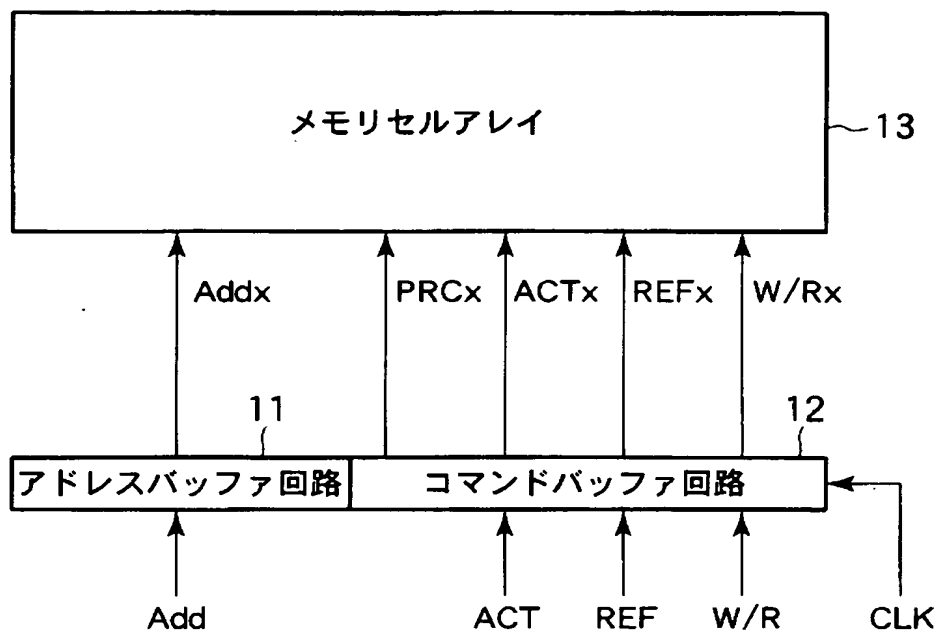 メモリセルアレイ
13
Addx PRCx ACTx REFx W/Rx
11 12
アドレスバッファ回路 コマンドバッファ回路
Add ACT REF W/R CLK